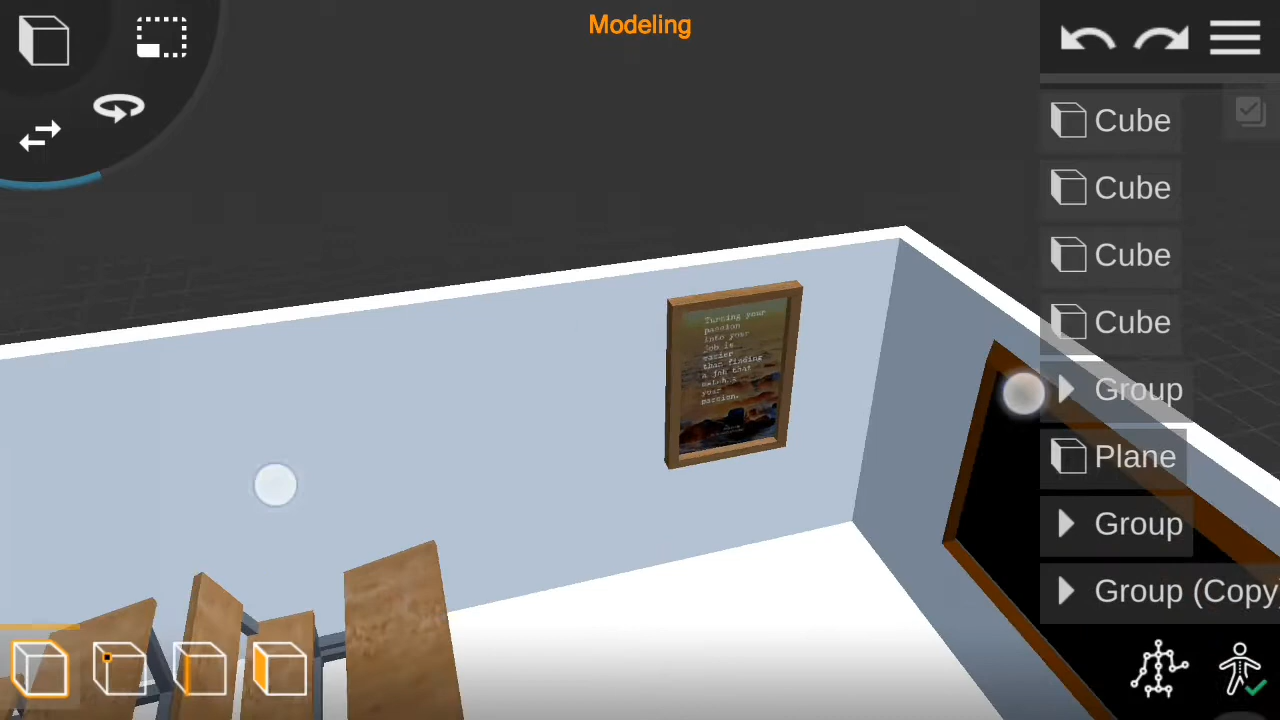 Modeling
Cube
Cube
Cube
Cube
Group
Plane
Group
Group (Copy
Turning your
passion
into your
job is
easier
than finding
a job that
matches
your
passion.